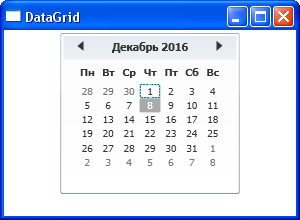 DataGrid
Декабрь 2016
Пн Вт Ср Чт Пт Сб Вс
28 29 30 1 2 3 4
5 6 7 8 9 10 11
12 13 14 15 16 17 18
19 20 21 22 23 24 25
26 27 28 29 30 31 1
2 3 4 5 6 7 8